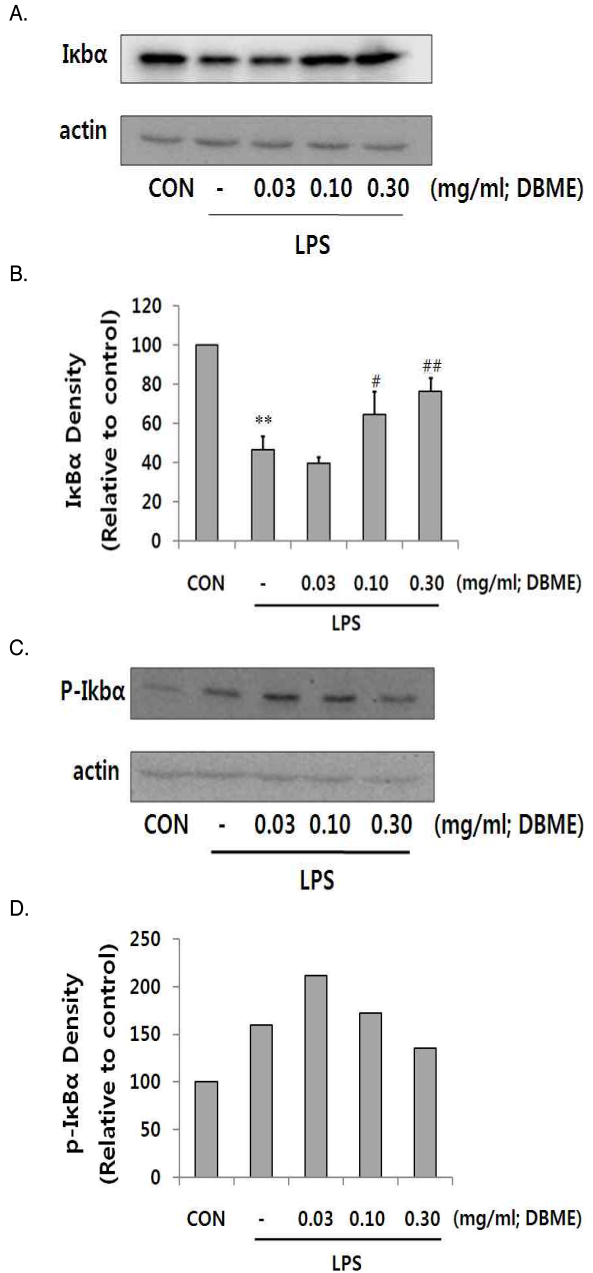 A.
Iκbα
actin
CON - 0.03 0.10 0.30 (mg/ml; DBME)
LPS
B.
120
100
80
60
40
20
0
IκBα Density
(Relative to control)
**
#
##
CON - 0.03 0.10 0.30 (mg/ml; DBME)
LPS
C.
P-Ikbα
actin
CON - 0.03 0.10 0.30 (mg/ml; DBME)
LPS
D.
250
200
150
100
50
0
p-IκBα Density
(Relative to control)
CON - 0.03 0.10 0.30 (mg/ml; DBME)
LPS